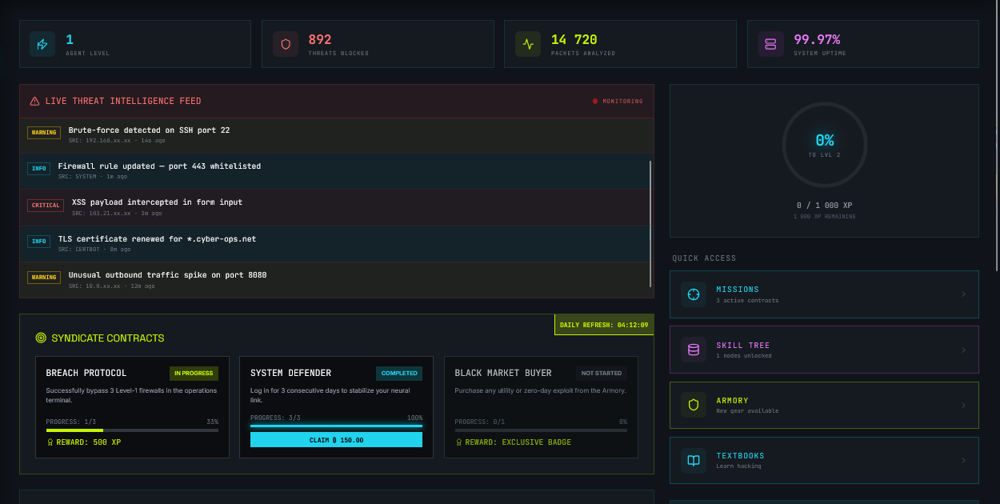 1
AGENT LEVEL
892
THREATS BLOCKED
14 720
PACKETS ANALYZED
99.97%
SYSTEM UPTIME
LIVE THREAT INTELLIGENCE FEED
MONITORING
WARNING
Brute-force detected on SSH port 22
SRC: 192.168.xx.xx · 14s ago
INFO
Firewall rule updated — port 443 whitelisted
SRC: SYSTEM · 1m ago
CRITICAL
XSS payload intercepted in form input
SRC: 103.21.xx.xx · 3m ago
INFO
TLS certificate renewed for *.cyber-ops.net
SRC: CERTBOT · 8m ago
WARNING
Unusual outbound traffic spike on port 8080
SRC: 10.0.xx.xx · 12m ago
DAILY REFRESH: 04:12:09
SYNDICATE CONTRACTS
BREACH PROTOCOL
IN PROGRESS
Successfully bypass 3 Level-1 firewalls in the operations
terminal.
PROGRESS: 1/3
33%
REWARD: 500 XP
SYSTEM DEFENDER
COMPLETED
Log in for 3 consecutive days to stabilize your neural
link.
PROGRESS: 3/3
100%
CLAIM ₿ 150.00
BLACK MARKET BUYER
NOT STARTED
Purchase any utility or zero-day exploit from the Armory.
PROGRESS: 0/1
0%
REWARD: EXCLUSIVE BADGE
0%
TO LVL 2
0 / 1 000 XP
1 000 XP REMAINING
QUICK ACCESS
MISSIONS
3 active contracts
SKILL TREE
1 nodes unlocked
ARMORY
New gear available
TEXTBOOKS
Learn hacking